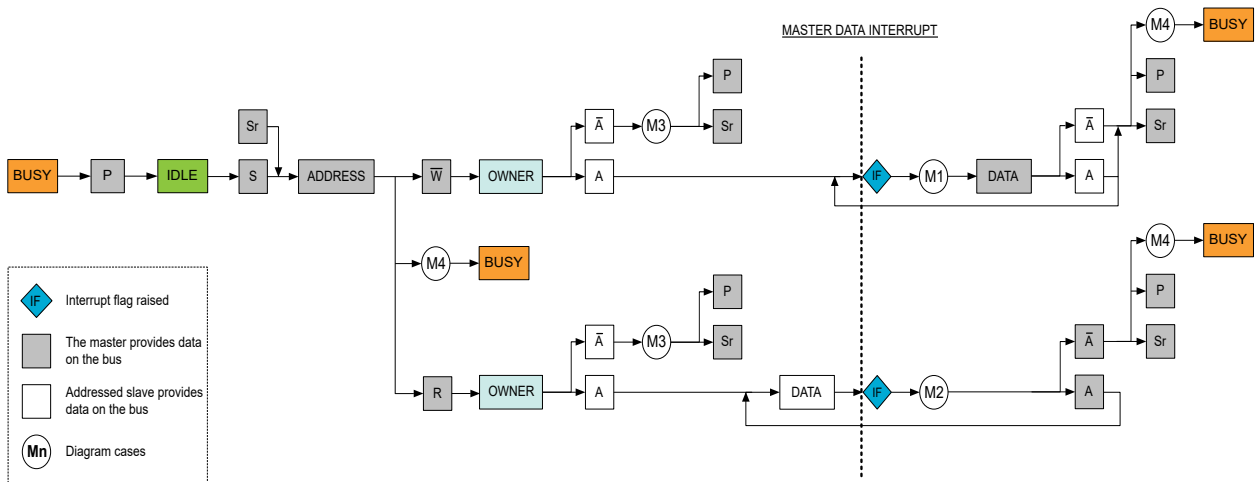 MASTER DATA INTERRUPT
M4 BUSY
P P
Sr A̅ M3 Sr A̅ Sr
BUSY P IDLE S ADDRESS W̅ OWNER A IF M1 DATA A
M4 BUSY
M4 BUSY
IF Interrupt flag raised
P P
The master provides data
on the bus
A̅ M3 Sr A̅ Sr
R OWNER A DATA IF M2 A
Addressed slave provides
data on the bus
Mn Diagram cases